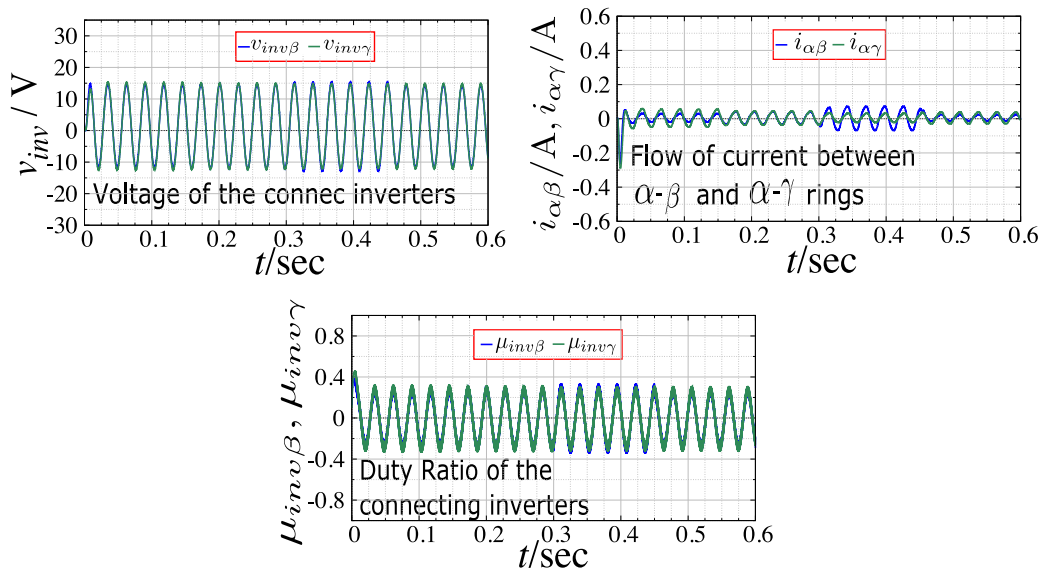 v_inv / V
30
15
0
-15
-30
v_invβ v_invγ
Voltage of the connec inverters
0 0.1 0.2 0.3 0.4 0.5 0.6
t/sec
i_αβ/A, i_αγ/A
0.6
0.4
0.2
0
-0.2
-0.4
-0.6
i_αβ i_αγ
Flow of current between
α-β and α-γ rings
0 0.1 0.2 0.3 0.4 0.5 0.6
t/sec
μ_invβ, μ_invγ
0.8
0.4
0
-0.4
-0.8
μ_invβ μ_invγ
Duty Ratio of the
connecting inverters
0 0.1 0.2 0.3 0.4 0.5 0.6
t/sec